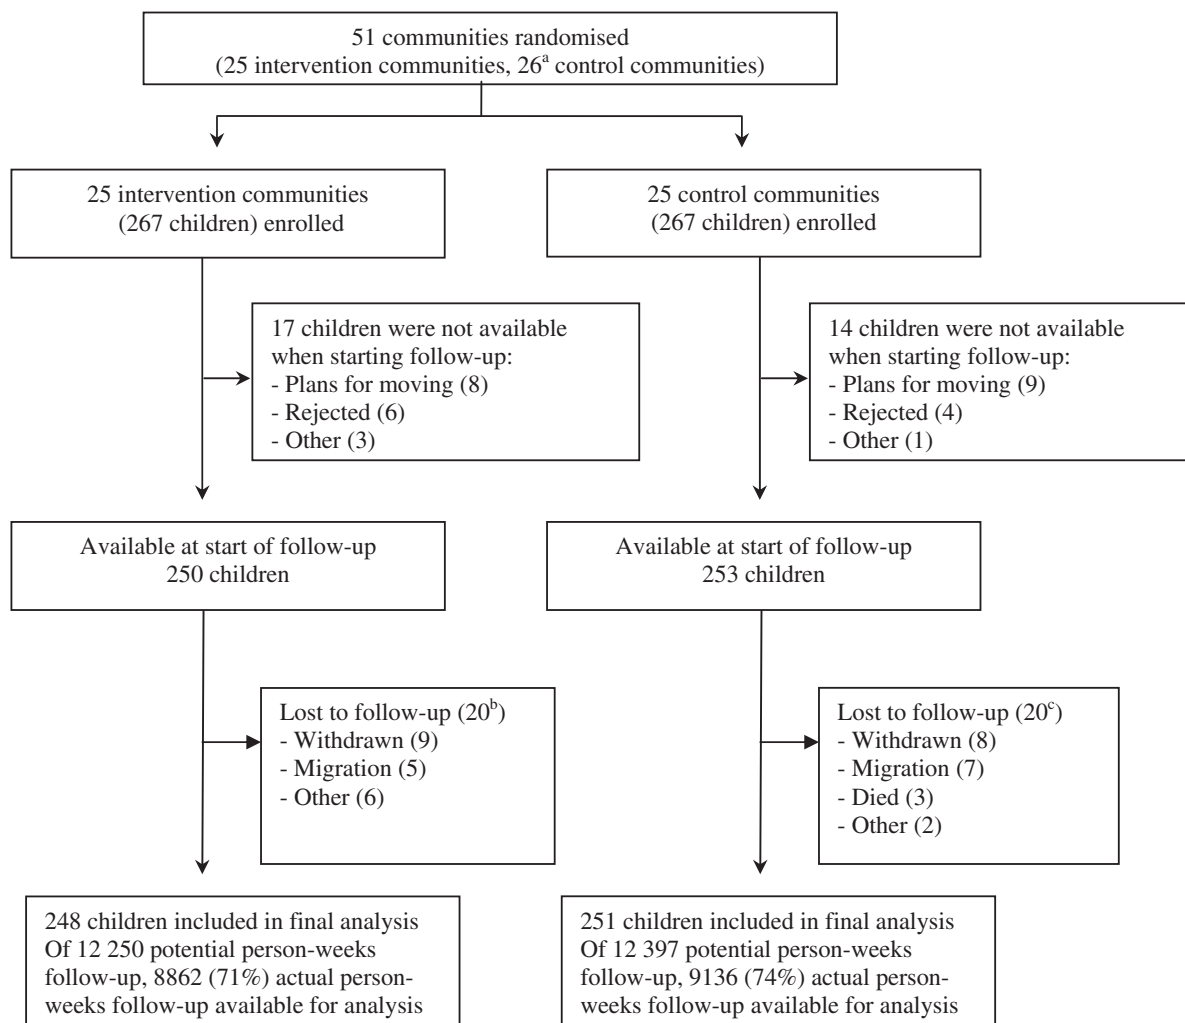 51 communities randomised
(25 intervention communities, 26ᵃ control communities)
25 intervention communities
(267 children) enrolled
25 control communities
(267 children) enrolled
17 children were not available
when starting follow-up:
- Plans for moving (8)
- Rejected (6)
- Other (3)
14 children were not available
when starting follow-up:
- Plans for moving (9)
- Rejected (4)
- Other (1)
Available at start of follow-up
250 children
Available at start of follow-up
253 children
Lost to follow-up (20ᵇ)
- Withdrawn (9)
- Migration (5)
- Other (6)
Lost to follow-up (20ᶜ)
- Withdrawn (8)
- Migration (7)
- Died (3)
- Other (2)
248 children included in final analysis
Of 12 250 potential person-weeks
follow-up, 8862 (71%) actual person-
weeks follow-up available for analysis
251 children included in final analysis
Of 12 397 potential person-weeks
follow-up, 9136 (74%) actual person-
weeks follow-up available for analysis